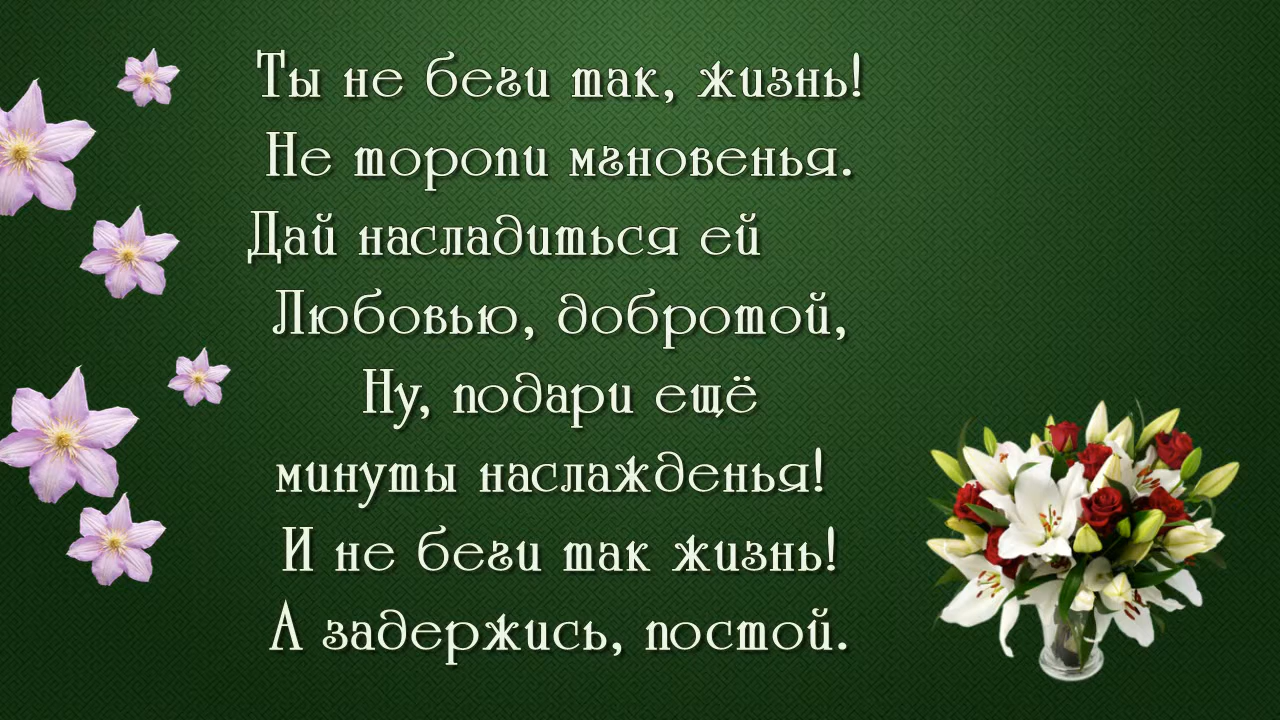 Ты не беги так, жизнь!
Не торопи мгновенья.
Дай насладиться ей
Любовью, добротой,
Ну, подари ещё
минуты наслажденья!
И не беги так жизнь!
А задержись, постой.